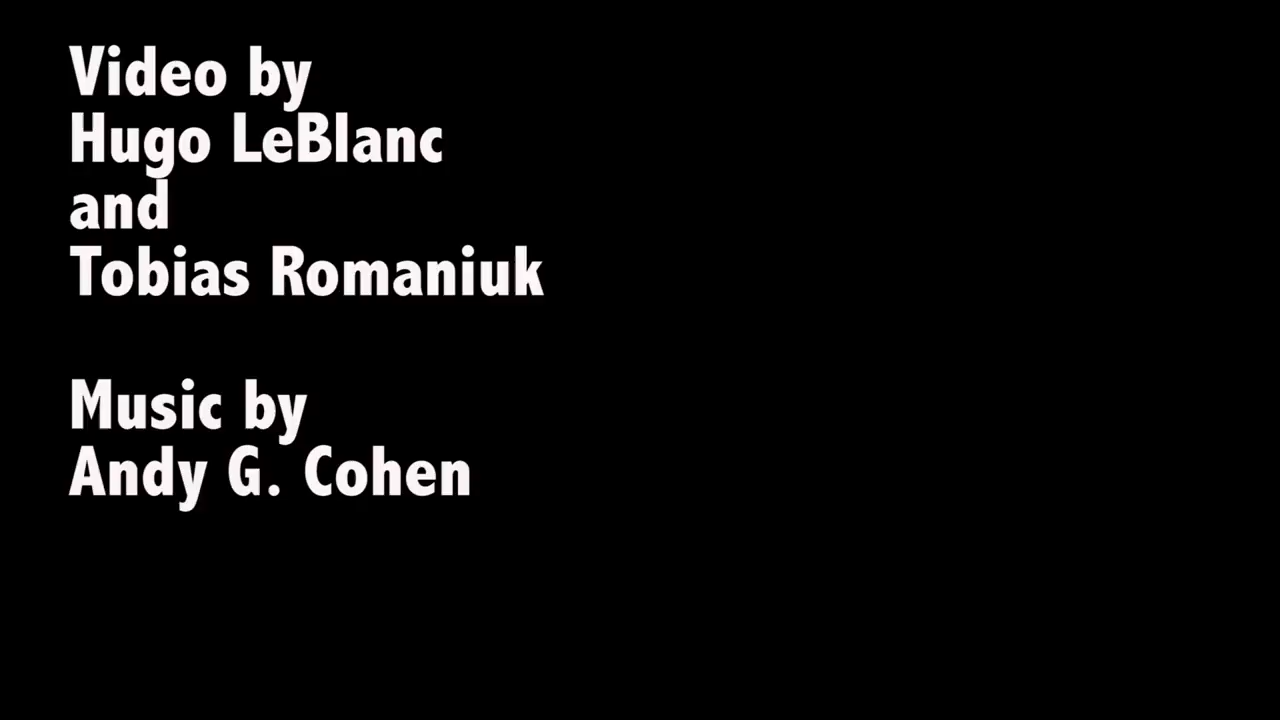 Video by
Hugo LeBlanc
and
Tobias Romaniuk
Music by
Andy G. Cohen